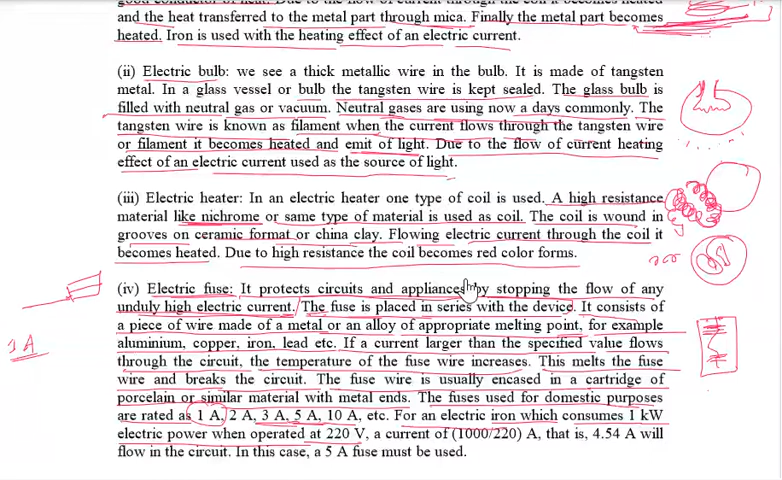 good conductor of heat. Due to the flow of current through the coil it becomes heated
and the heat transferred to the metal part through mica. Finally the metal part becomes
heated. Iron is used with the heating effect of an electric current.
(ii) Electric bulb: we see a thick metallic wire in the bulb. It is made of tangsten
metal. In a glass vessel or bulb the tangsten wire is kept sealed. The glass bulb is
filled with neutral gas or vacuum. Neutral gases are using now a days commonly. The
tangsten wire is known as filament when the current flows through the tangsten wire
or filament it becomes heated and emit of light. Due to the flow of current heating
effect of an electric current used as the source of light.
(iii) Electric heater: In an electric heater one type of coil is used. A high resistance
material like nichrome or same type of material is used as coil. The coil is wound in
grooves on ceramic format or china clay. Flowing electric current through the coil it
becomes heated. Due to high resistance the coil becomes red color forms.
(iv) Electric fuse: It protects circuits and appliances by stopping the flow of any
unduly high electric current. The fuse is placed in series with the device. It consists of
a piece of wire made of a metal or an alloy of appropriate melting point, for example
aluminium, copper, iron, lead etc. If a current larger than the specified value flows
through the circuit, the temperature of the fuse wire increases. This melts the fuse
wire and breaks the circuit. The fuse wire is usually encased in a cartridge of
porcelain or similar material with metal ends. The fuses used for domestic purposes
are rated as 1 A, 2 A, 3 A, 5 A, 10 A, etc. For an electric iron which consumes 1 kW
electric power when operated at 220 V, a current of (1000/220) A, that is, 4.54 A will
flow in the circuit. In this case, a 5 A fuse must be used.
1 A